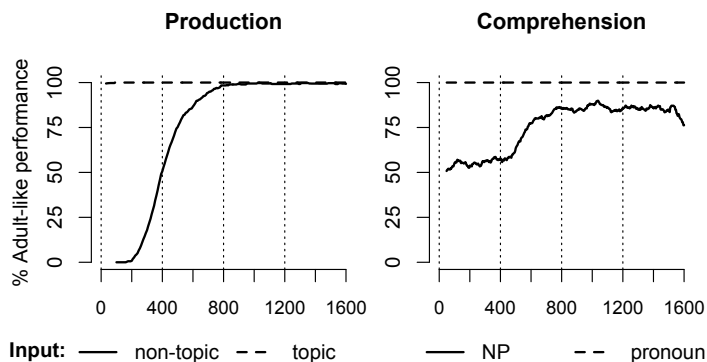 Production
Comprehension
% Adult-like performance
100
75
50
25
0
0 400 800 1200 1600
100
75
50
25
0
0 400 800 1200 1600
Input: non-topic topic NP pronoun